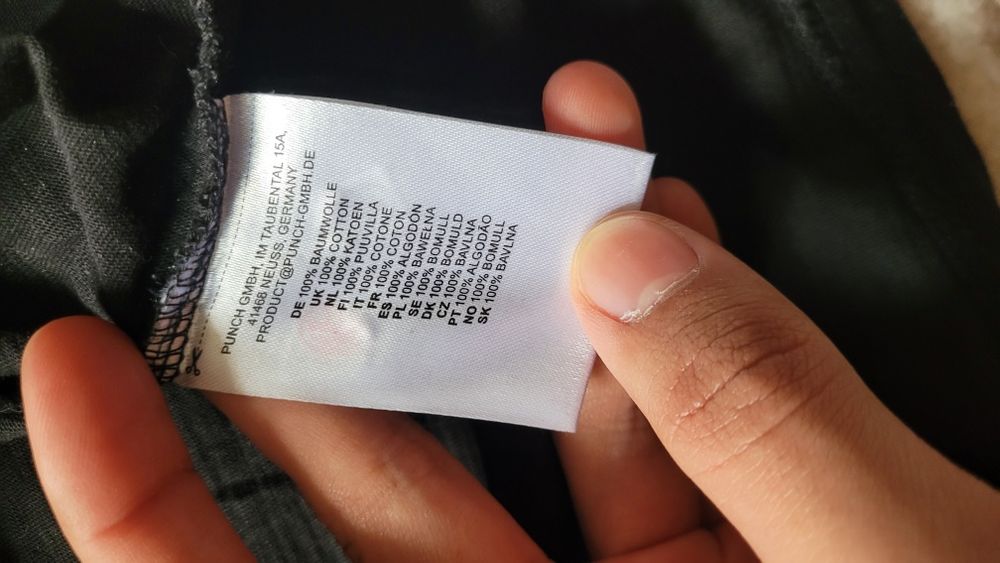 PUNCH GMBH, IM TAUBENTAL 15A,
41468 NEUSS, GERMANY
PRODUCT@PUNCH-GMBH.DE
DE 100% BAUMWOLLE
UK 100% COTTON
NL 100% KATOEN
FI 100% PUUVILLA
IT 100% COTONE
FR 100% COTON
ES 100% ALGODÓN
PL 100% BAWEŁNA
SE 100% BOMULL
DK 100% BOMULD
CZ 100% BAVLNA
PT 100% ALGODÃO
NO 100% BOMULL
SK 100% BAVLNA